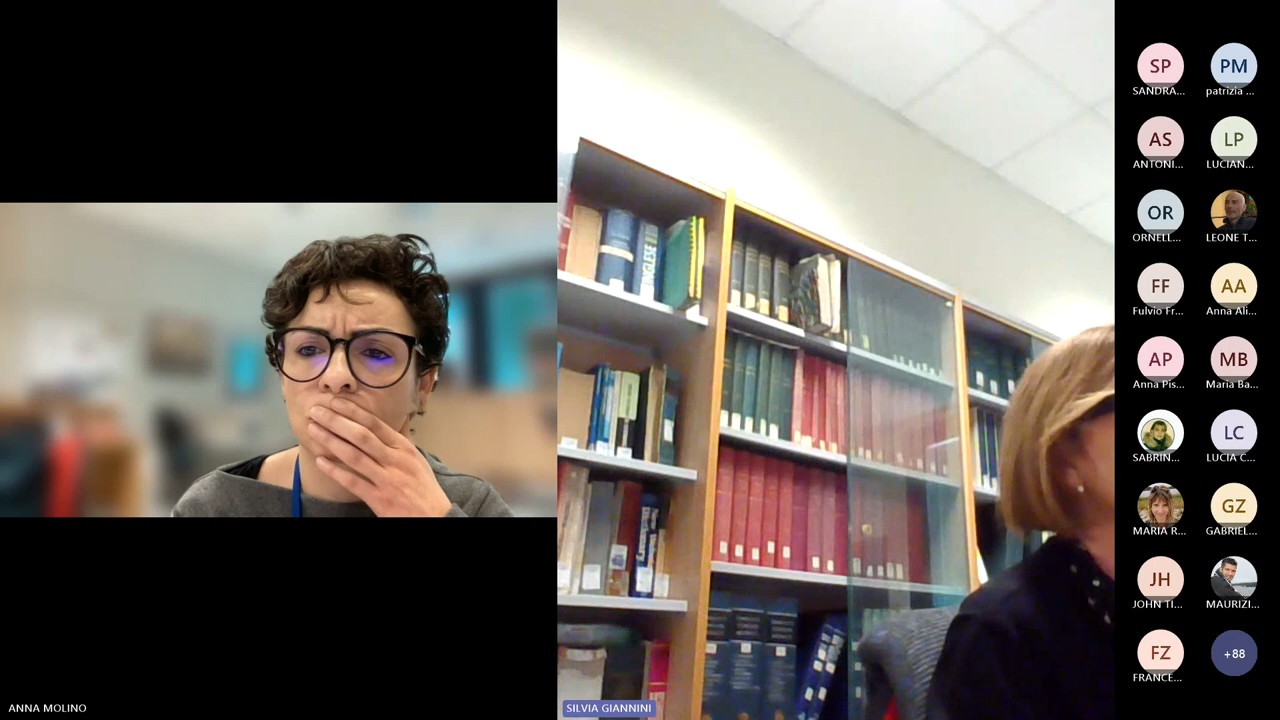 ANNA MOLINO
INGLESE
SILVIA GIANNINI
SP
SANDRA...
PM
patrizia ...
AS
ANTONI...
LP
LUCIAN...
OR
ORNELL...
LEONE T...
FF
Fulvio Fr...
AA
Anna Ali...
AP
Anna Pis...
MB
Maria Ba...
SABRIN...
LC
LUCIA C...
MARIA R...
GZ
GABRIEL...
JH
JOHN TI...
MAURIZI...
FZ
FRANCE...
+88